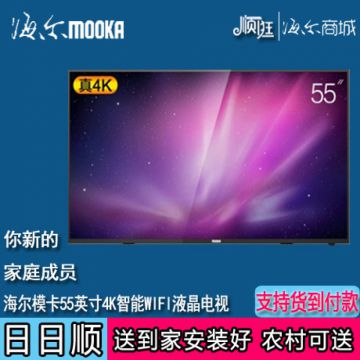 海尔MOOKA
顺逛 海尔商城
真4K
55"
你新的
家庭成员
海尔模卡55英寸4K智能WIFI液晶电视
支持货到付款
日日顺
送到家安装好 农村可送